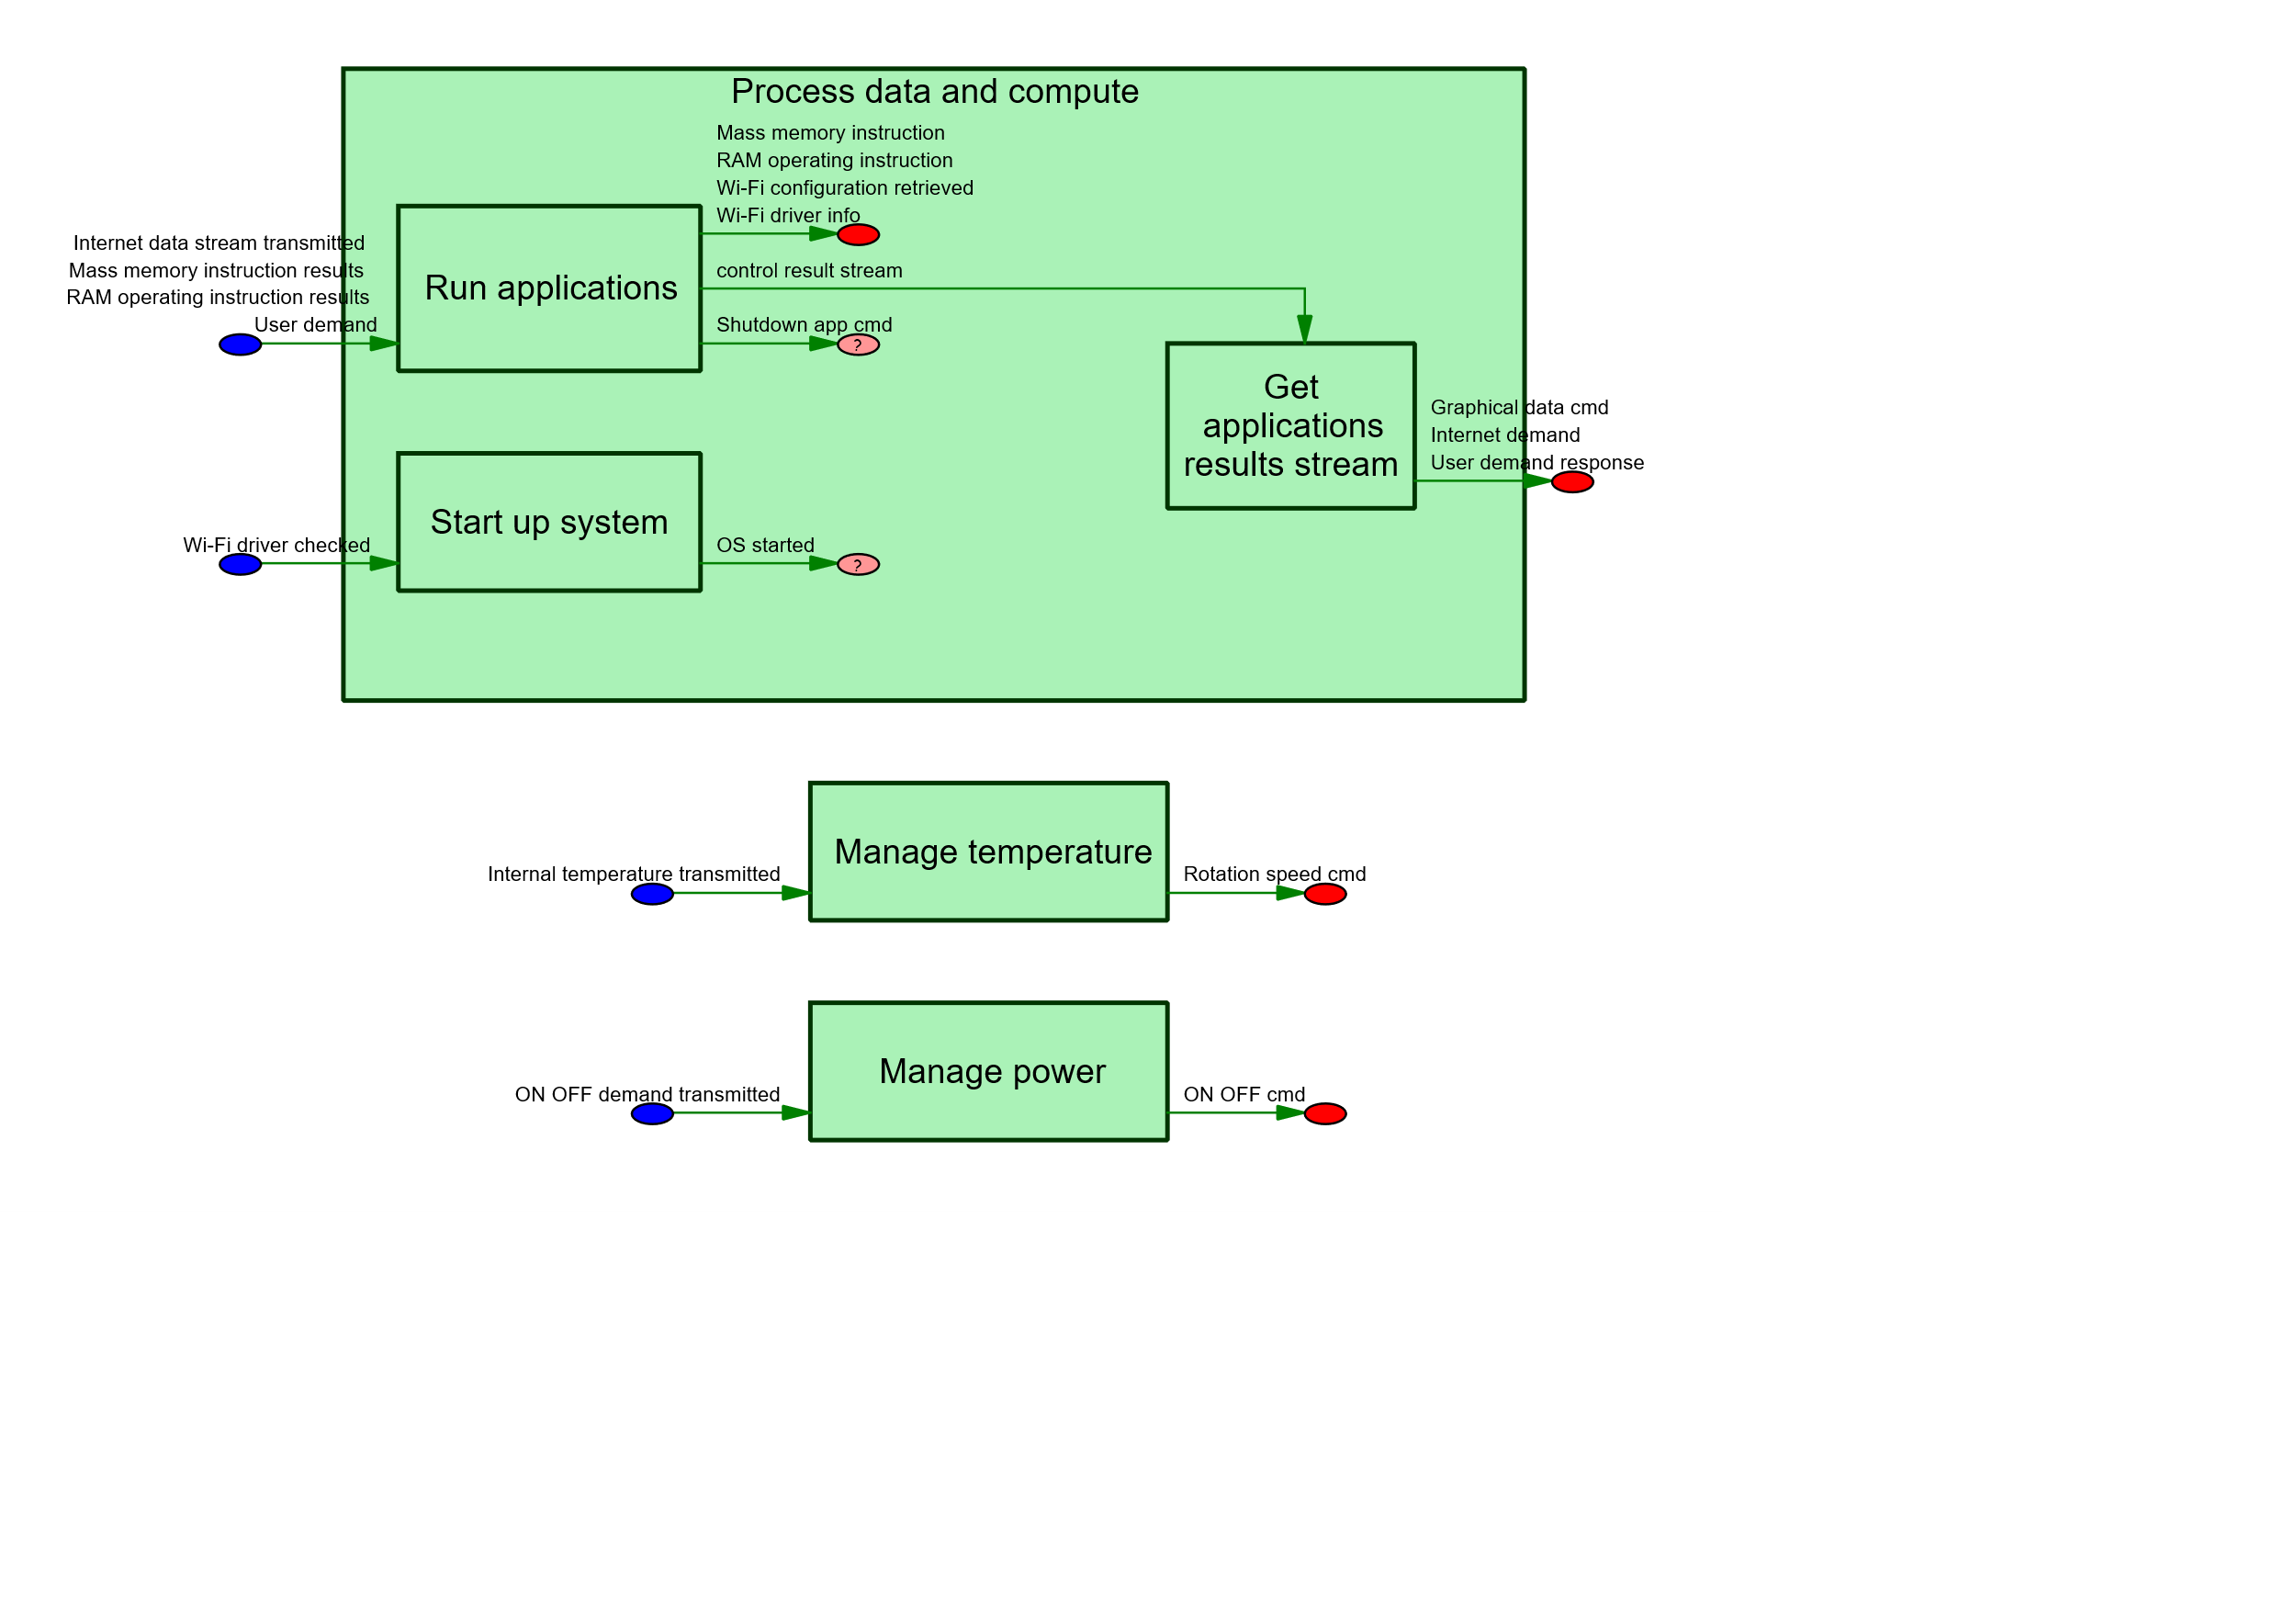 Process data and compute
Mass memory instruction
RAM operating instruction
Wi-Fi configuration retrieved
Wi-Fi driver info
Internet data stream transmitted
Mass memory instruction results
RAM operating instruction results
User demand
Run applications
control result stream
Shutdown app cmd
?
Get
applications
results stream
Graphical data cmd
Internet demand
User demand response
Start up system
Wi-Fi driver checked
OS started
?
Manage temperature
Internal temperature transmitted
Rotation speed cmd
Manage power
ON OFF demand transmitted
ON OFF cmd